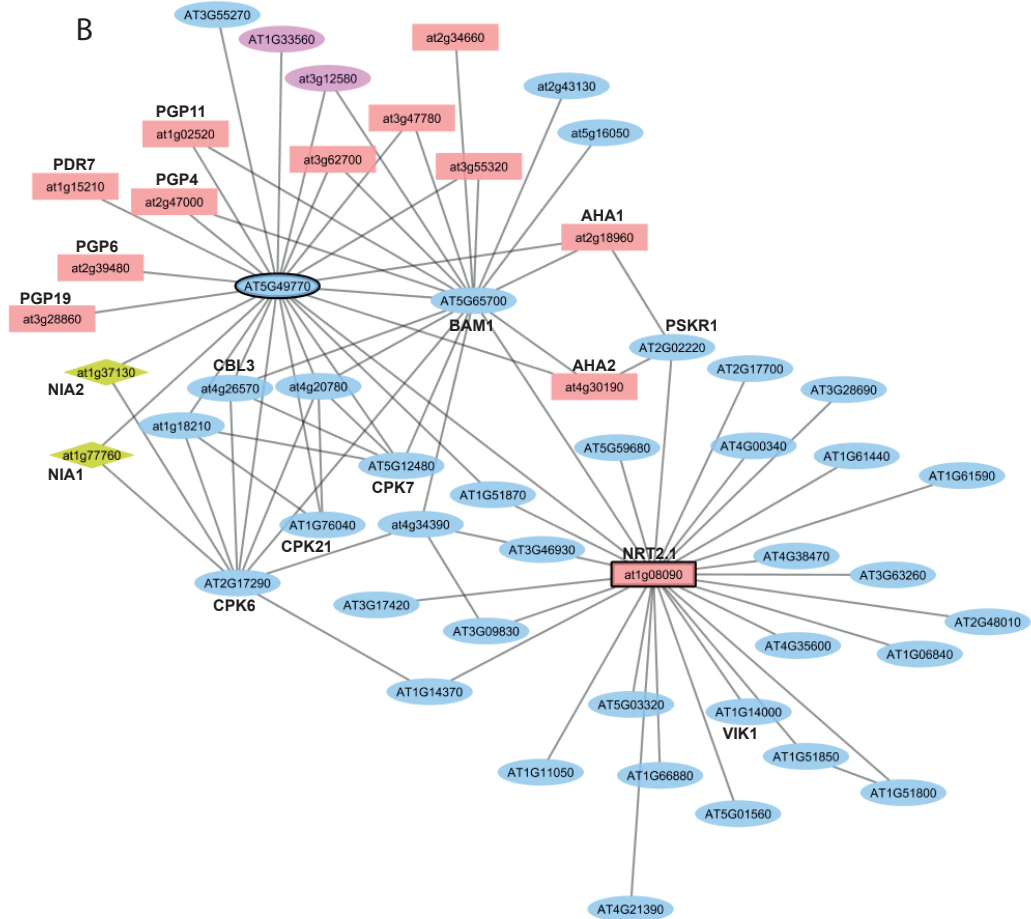 B
AT3G55270
AT1G33560
at2g34660
at3g12580
at2g43130
PGP11
at3g47780
at1g02520
at5g16050
at3g62700
at3g55320
PDR7
at1g15210
PGP4
at2g47000
AHA1
at2g18960
PGP6
at2g39480
AT5G49770
PGP19
at3g28860
AT5G65700
BAM1
PSKR1
AT2G02220
at1g37130
NIA2
CBL3
at4g26570
at4g20780
AHA2
at4g30190
AT2G17700
AT3G28690
at1g18210
at1g77760
NIA1
AT5G59680
AT4G00340
AT1G61440
AT5G12480
CPK7
AT1G61590
AT1G51870
AT1G76040
CPK21
at4g34390
AT3G46930
NRT2.1
at1g08090
AT4G38470
AT3G63260
AT2G17290
CPK6
AT3G17420
AT3G09830
AT2G48010
AT4G35600
AT1G06840
AT1G14370
AT5G03320
AT1G14000
VIK1
AT1G51850
AT1G11050
AT1G66880
AT1G51800
AT5G01560
AT4G21390